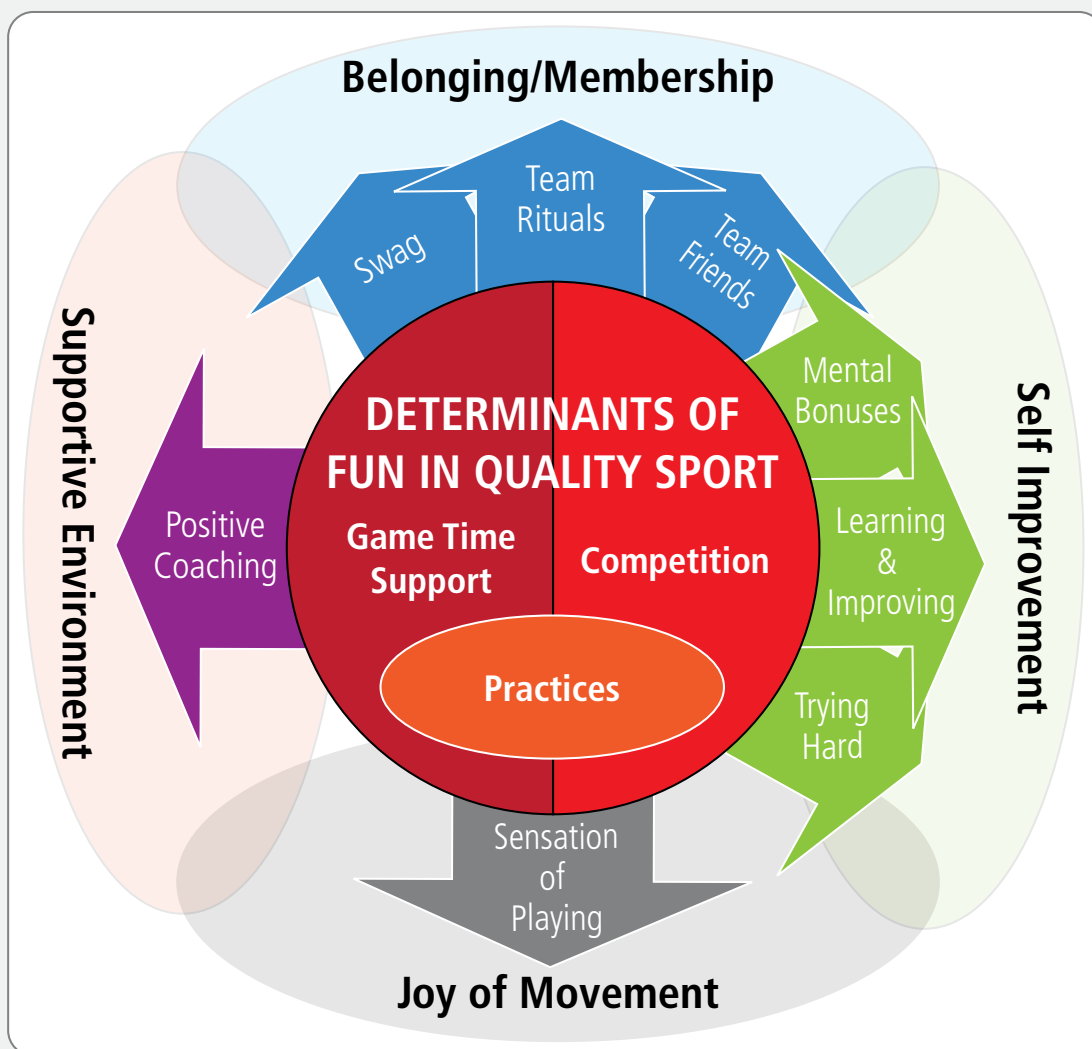 Belonging/Membership
Team
Rituals
Swag
Team
Friends
Supportive Environment
Self Improvement
Mental
Bonuses
DETERMINANTS OF
FUN IN QUALITY SPORT
Positive
Coaching
Game Time
Support
Competition
Learning
&
Improving
Practices
Trying
Hard
Sensation
of
Playing
Joy of Movement